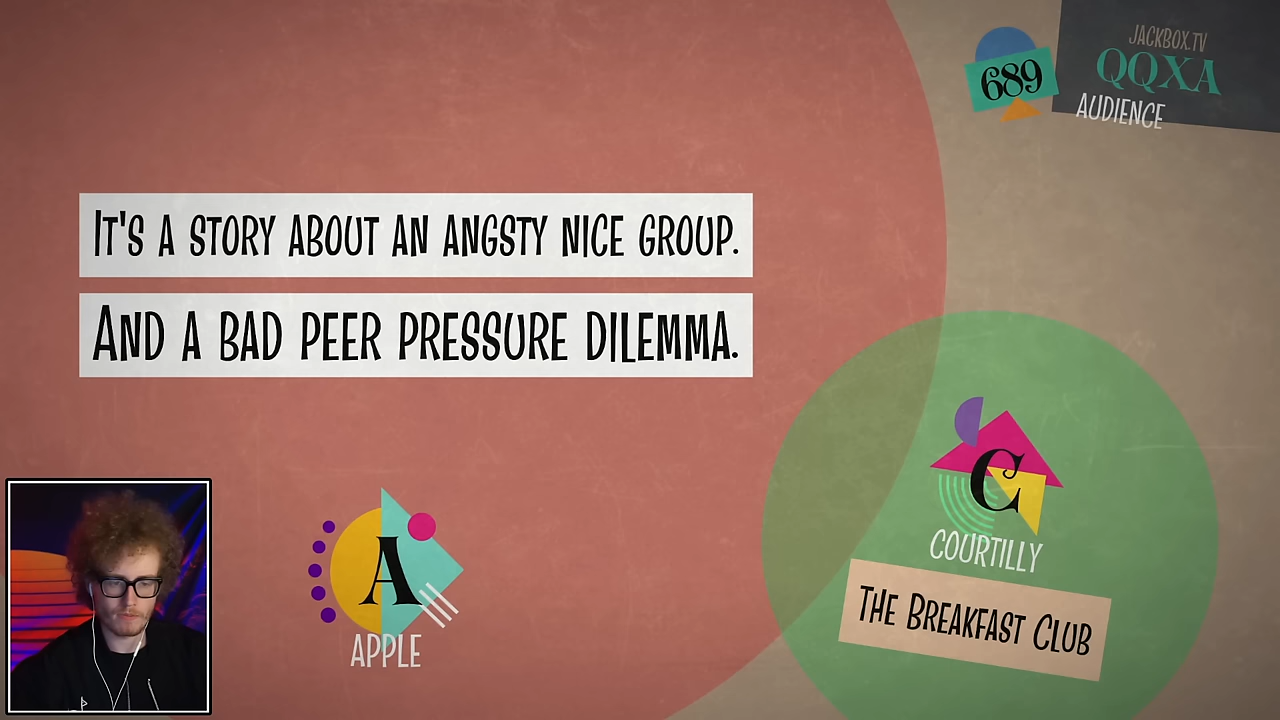 JACKBOX.TV
689
QQXA
AUDIENCE
IT'S A STORY ABOUT AN ANGSTY NICE GROUP.
AND A BAD PEER PRESSURE DILEMMA.
C
COURTILLY
THE BREAKFAST CLUB
A
APPLE